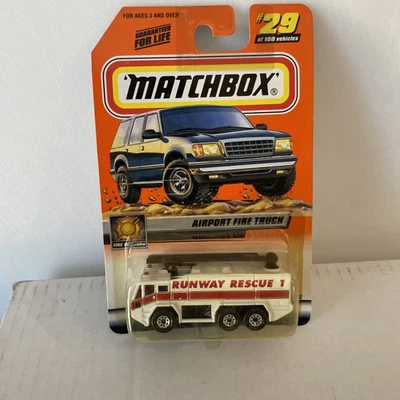 FOR AGES 3 AND OVER
GUARANTEED
FOR LIFE
#29
of 100 vehicles
"MATCHBOX"®
AIRPORT FIRE TRUCK
RUNWAY RESCUE 1